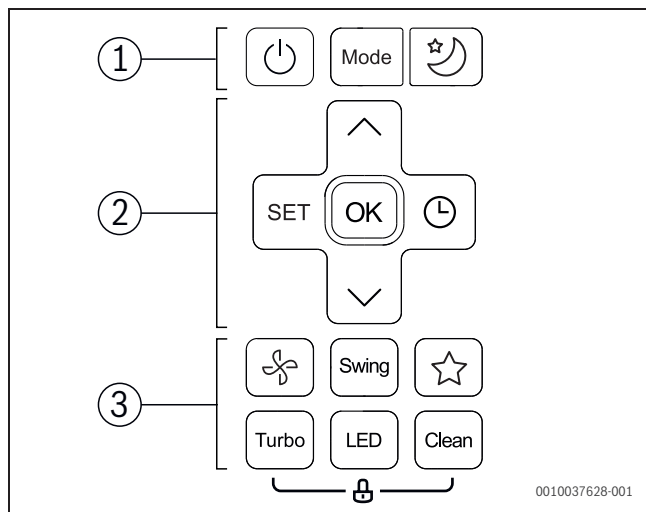 1
Mode
2
SET OK
3
Swing
Turbo LED Clean
0010037628-001